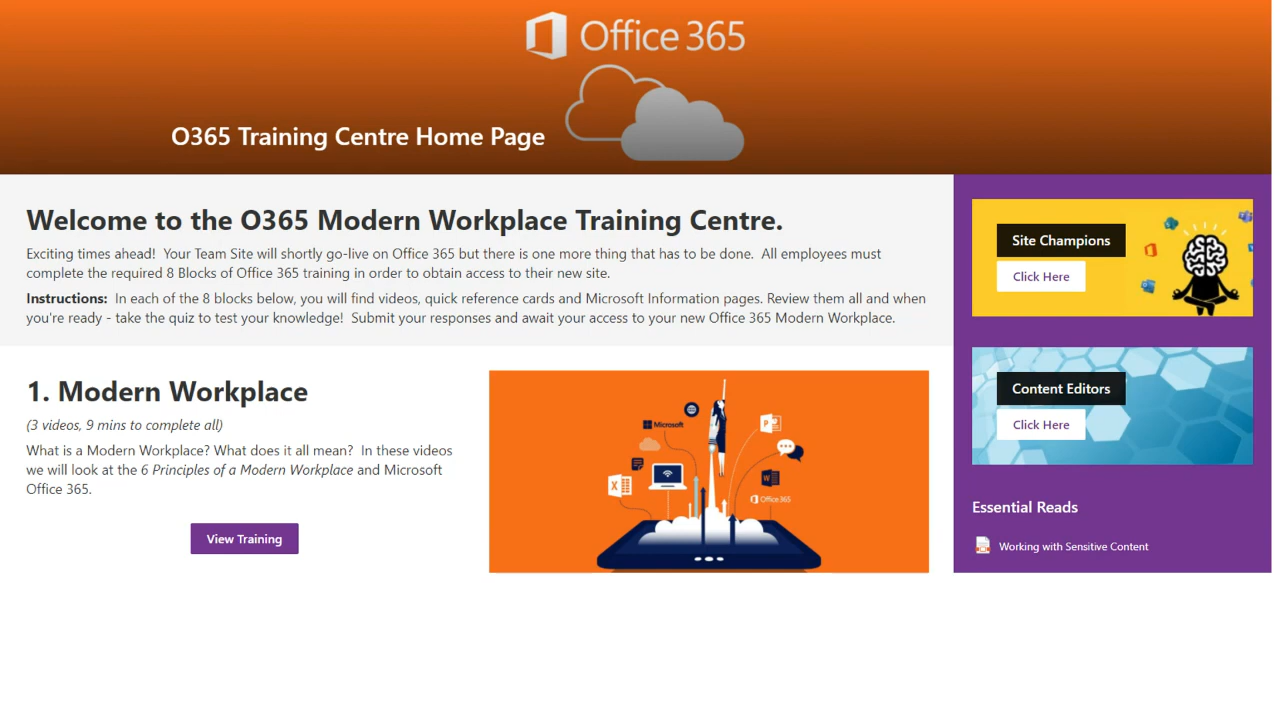 Office 365
O365 Training Centre Home Page
Welcome to the O365 Modern Workplace Training Centre.
Exciting times ahead!  Your Team Site will shortly go-live on Office 365 but there is one more thing that has to be done.  All employees must
complete the required 8 Blocks of Office 365 training in order to obtain access to their new site.
Instructions:  In each of the 8 blocks below, you will find videos, quick reference cards and Microsoft Information pages. Review them all and when
you're ready - take the quiz to test your knowledge!  Submit your responses and await your access to your new Office 365 Modern Workplace.
1. Modern Workplace
(3 videos, 9 mins to complete all)
What is a Modern Workplace? What does it all mean?  In these videos
we will look at the 6 Principles of a Modern Workplace and Microsoft
Office 365.
View Training
Microsoft
P
X
W
Office 365
Site Champions
Click Here
Content Editors
Click Here
Essential Reads
Working with Sensitive Content